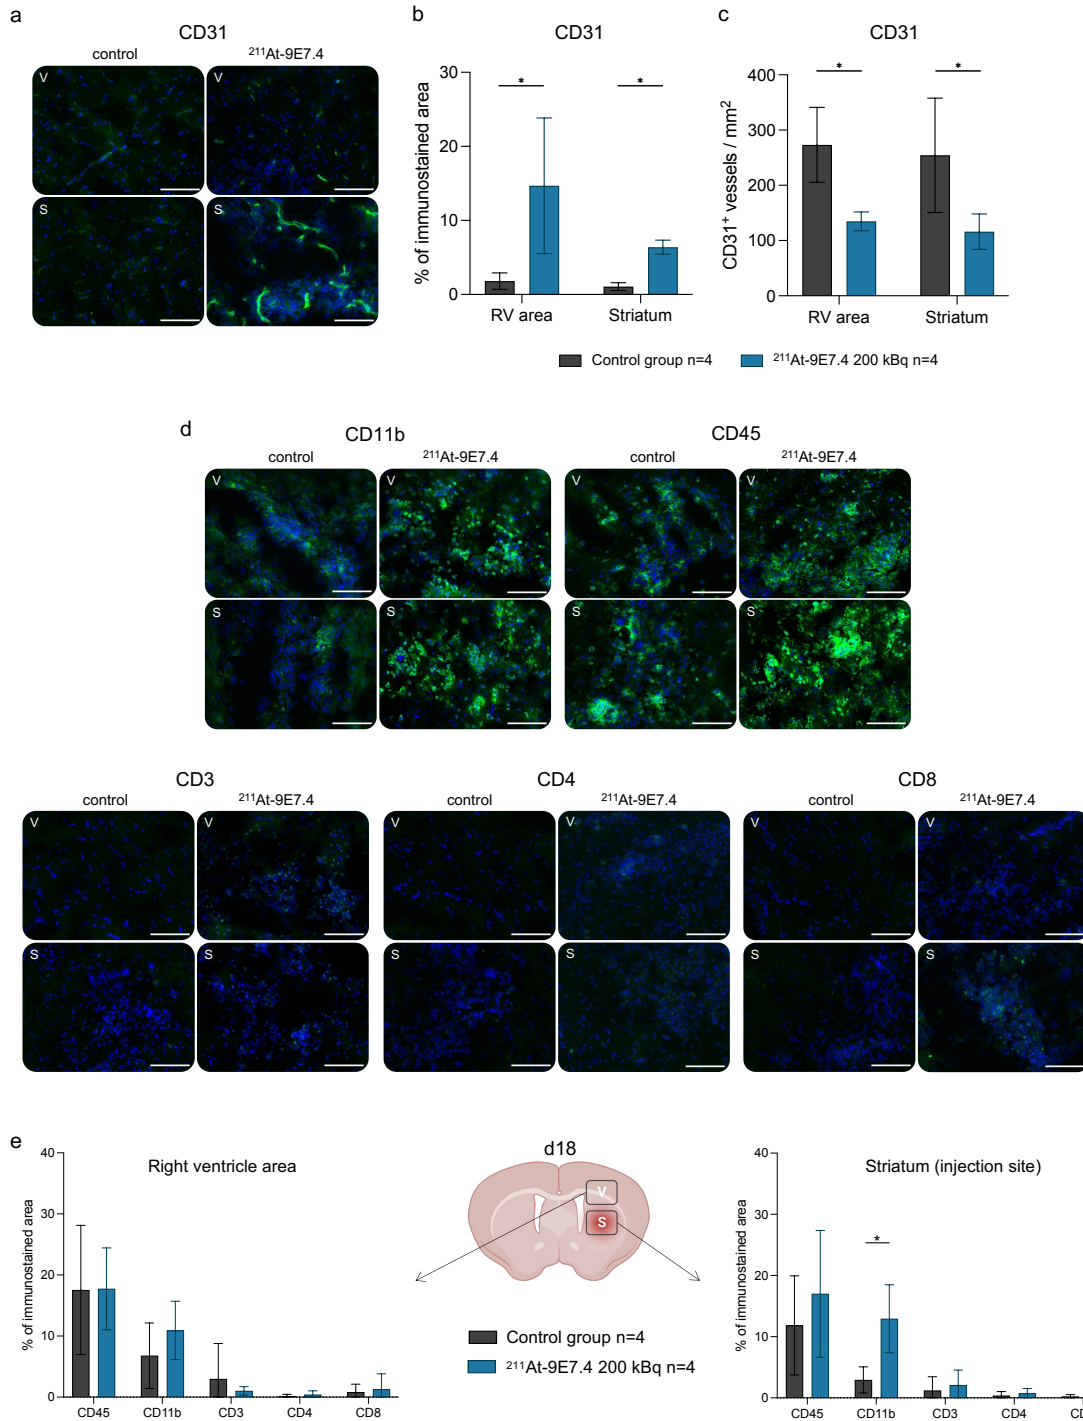 a
CD31
control
²¹¹At-9E7.4
V
V
S
S
b
CD31
% of immunostained area
30
20
10
0
*
*
RV area
Striatum
c
CD31
CD31⁺ vessels / mm²
400
300
200
100
0
*
*
RV area
Striatum
Control group n=4
²¹¹At-9E7.4 200 kBq n=4
d
CD11b
control
²¹¹At-9E7.4
V
V
S
S
CD45
control
²¹¹At-9E7.4
V
V
S
S
CD3
control
²¹¹At-9E7.4
V
V
S
S
CD4
control
²¹¹At-9E7.4
V
V
S
S
CD8
control
²¹¹At-9E7.4
V
V
S
S
e
Right ventricle area
% of immunostained area
40
30
20
10
0
CD45
CD11b
CD3
CD4
CD8
d18
V
S
Control group n=4
²¹¹At-9E7.4 200 kBq n=4
Striatum (injection site)
% of immunostained area
40
30
20
10
0
*
CD45
CD11b
CD3
CD4